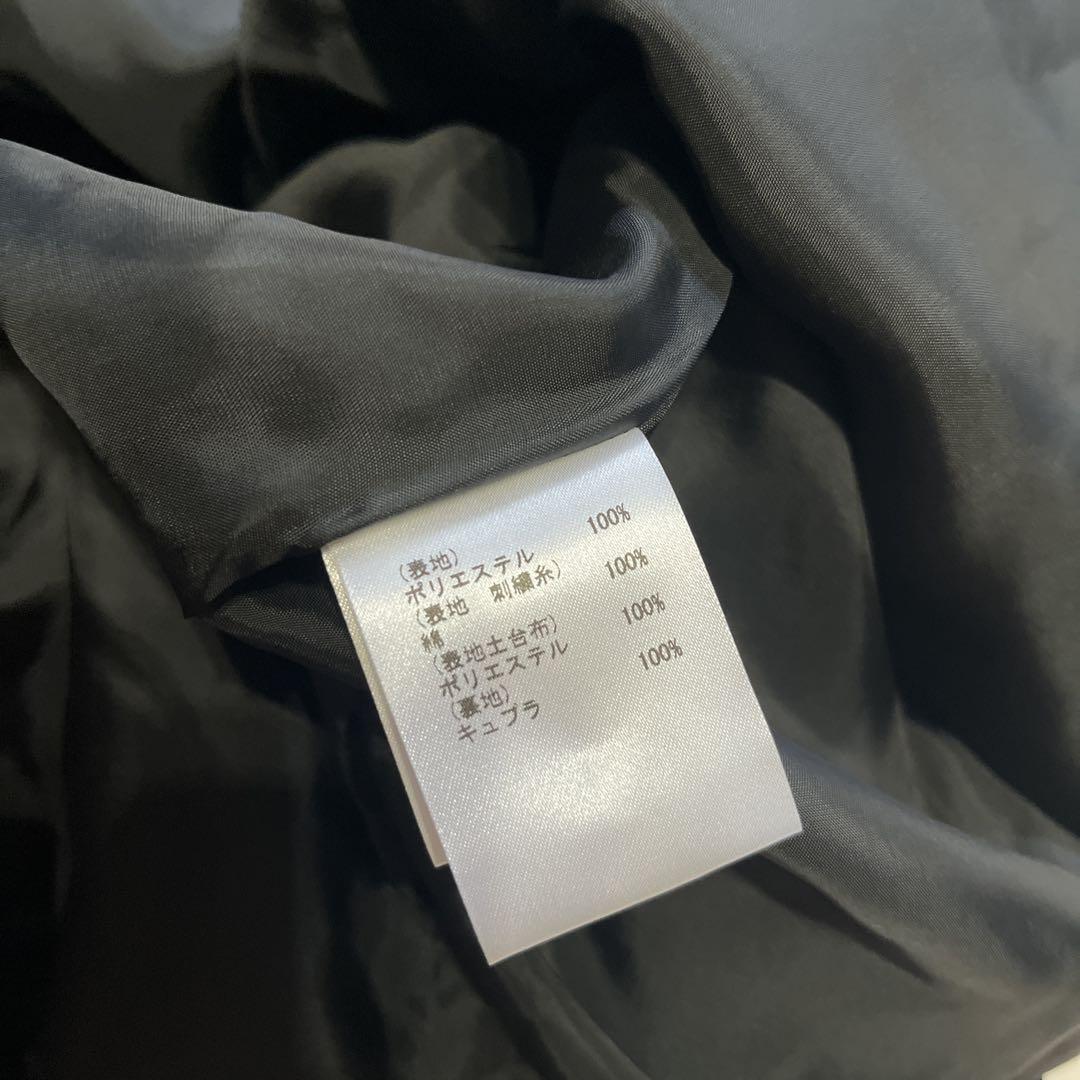 (表地)
ポリエステル 100%
(表地 刺繍糸)
綿 100%
(表地土台布)
ポリエステル 100%
(裏地)
キュプラ 100%